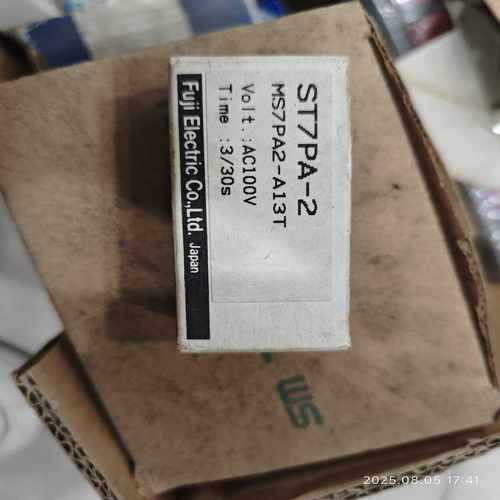 ST7PA-2
MS7PA2-A13T
Volt.:AC100V
Time :3/30s
Fuji Electric Co.,Ltd. Japan
SM
2025.08.05 17:41